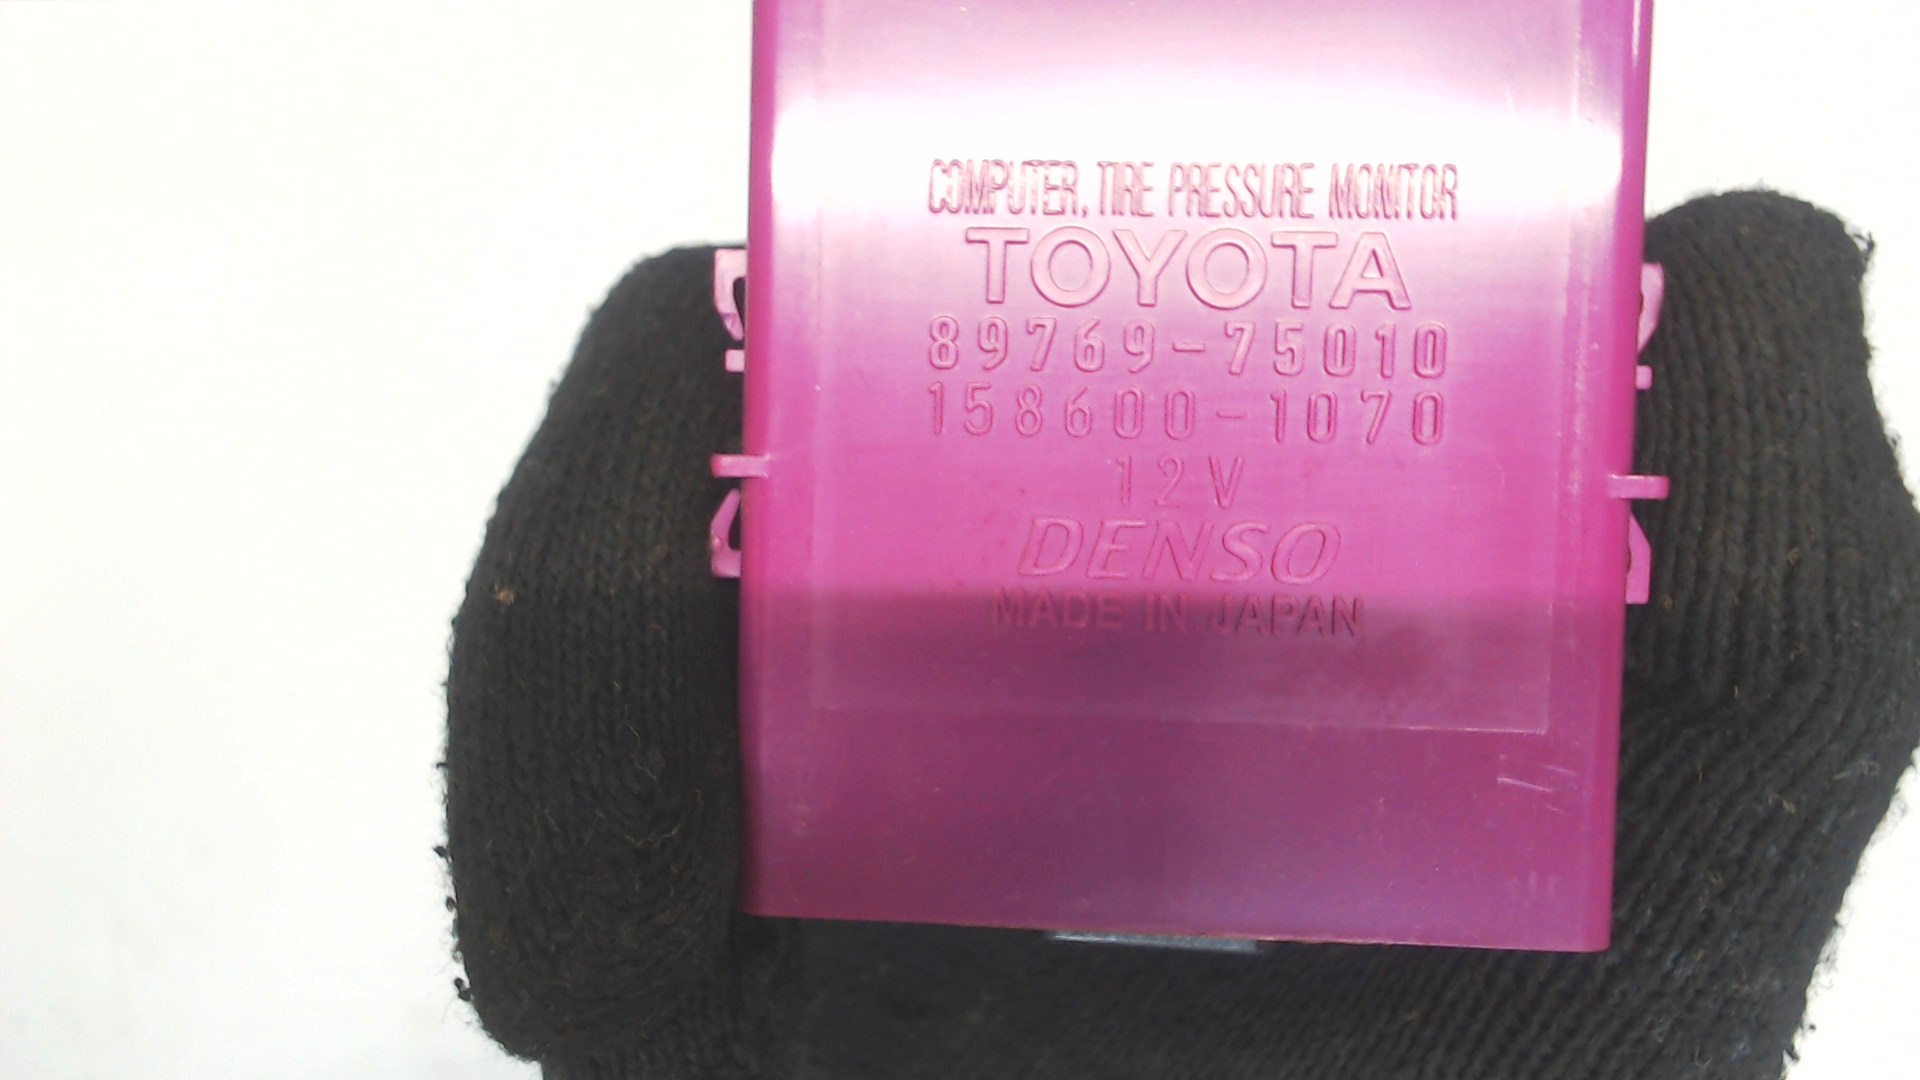 COMPUTER, TIRE PRESSURE MONITOR
TOYOTA
89769-75010
158600-1070
12V
DENSO
MADE IN JAPAN